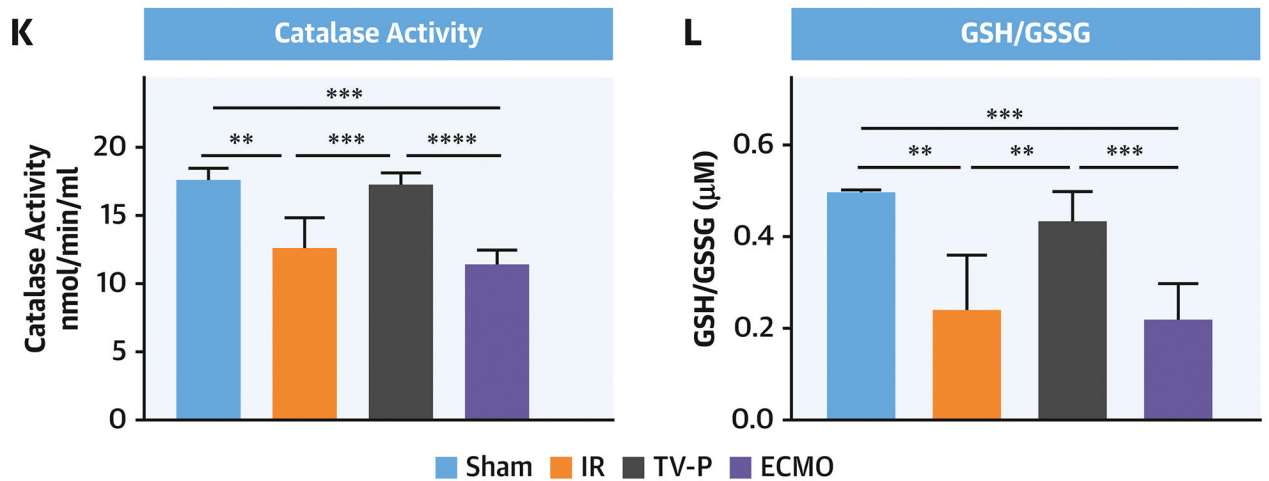 K
Catalase Activity
Catalase Activity
nmol/min/ml
20
15
10
5
0
***
**
***
****
L
GSH/GSSG
GSH/GSSG (μM)
0.6
0.4
0.2
0.0
***
**
**
***
Sham IR TV-P ECMO